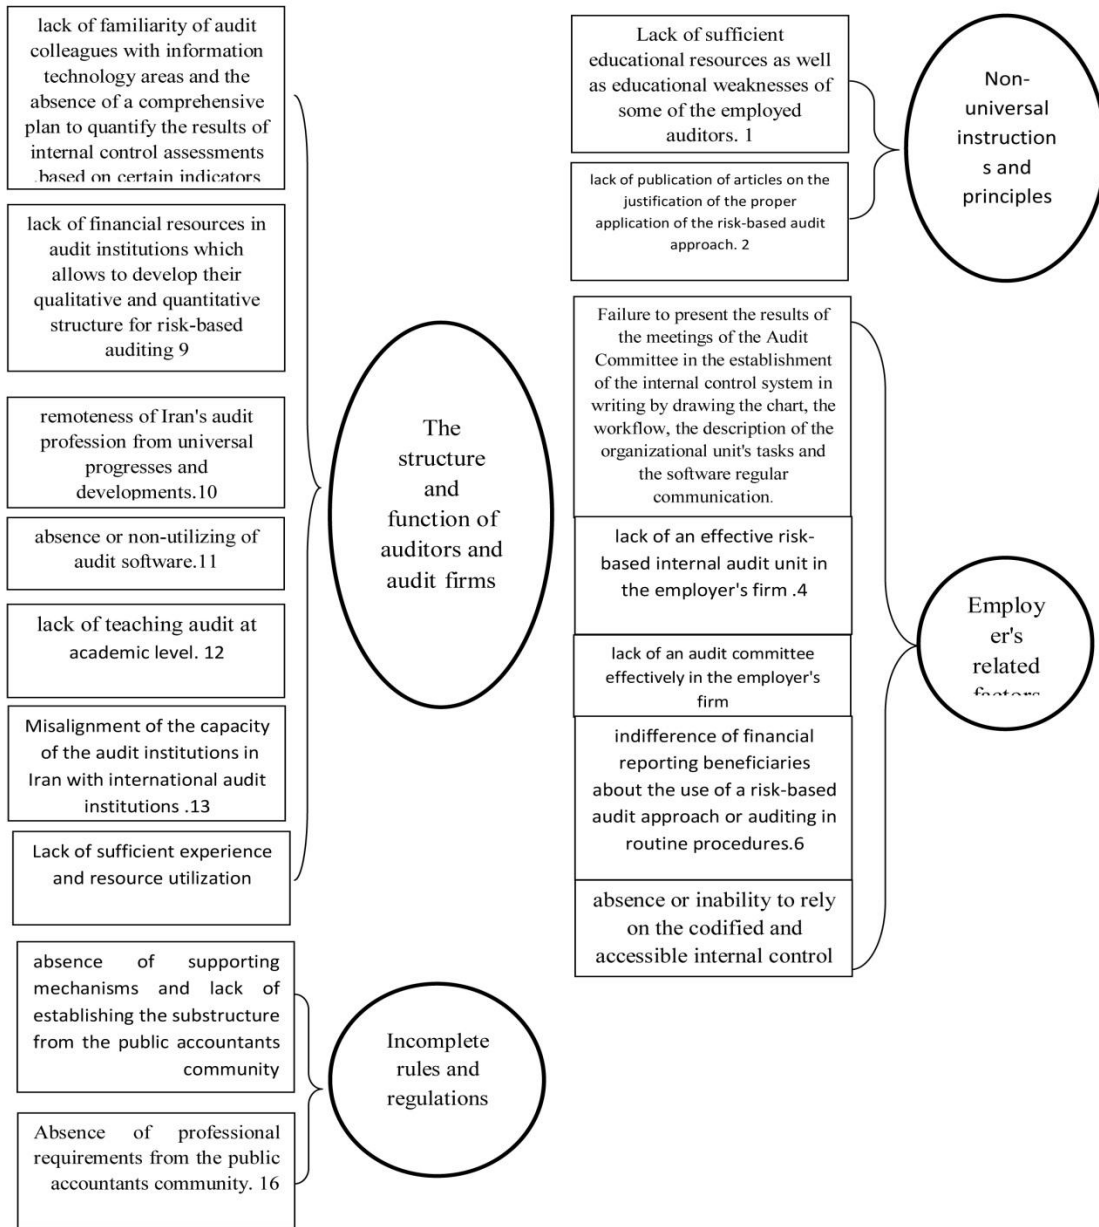 lack of familiarity of audit
colleagues with information
technology areas and the
absence of a comprehensive
plan to quantify the results of
internal control assessments
.based on certain indicators
lack of financial resources in
audit institutions which
allows to develop their
qualitative and quantitative
structure for risk-based
auditing 9
remoteness of Iran's audit
profession from universal
progresses and
developments.10
absence or non-utilizing of
audit software.11
lack of teaching audit at
academic level. 12
Misalignment of the capacity
of the audit institutions in
Iran with international audit
institutions .13
Lack of sufficient experience
and resource utilization
The
structure
and
function of
auditors and
audit firms
absence of supporting
mechanisms and lack of
establishing the substructure
from the public accountants
community
Absence of professional
requirements from the public
accountants community. 16
Incomplete
rules and
regulations
Lack of sufficient
educational resources as well
as educational weaknesses of
some of the employed
auditors. 1
lack of publication of articles on the
justification of the proper
application of the risk-based audit
approach. 2
Non-
universal
instruction
s and
principles
Failure to present the results of
the meetings of the Audit
Committee in the establishment
of the internal control system in
writing by drawing the chart, the
workflow, the description of the
organizational unit's tasks and
the software regular
communication.
lack of an effective risk-
based internal audit unit in
the employer's firm .4
lack of an audit committee
effectively in the employer's
firm
indifference of financial
reporting beneficiaries
about the use of a risk-based
audit approach or auditing in
routine procedures.6
absence or inability to rely
on the codified and
accessible internal control
Employ
er's
related
factors